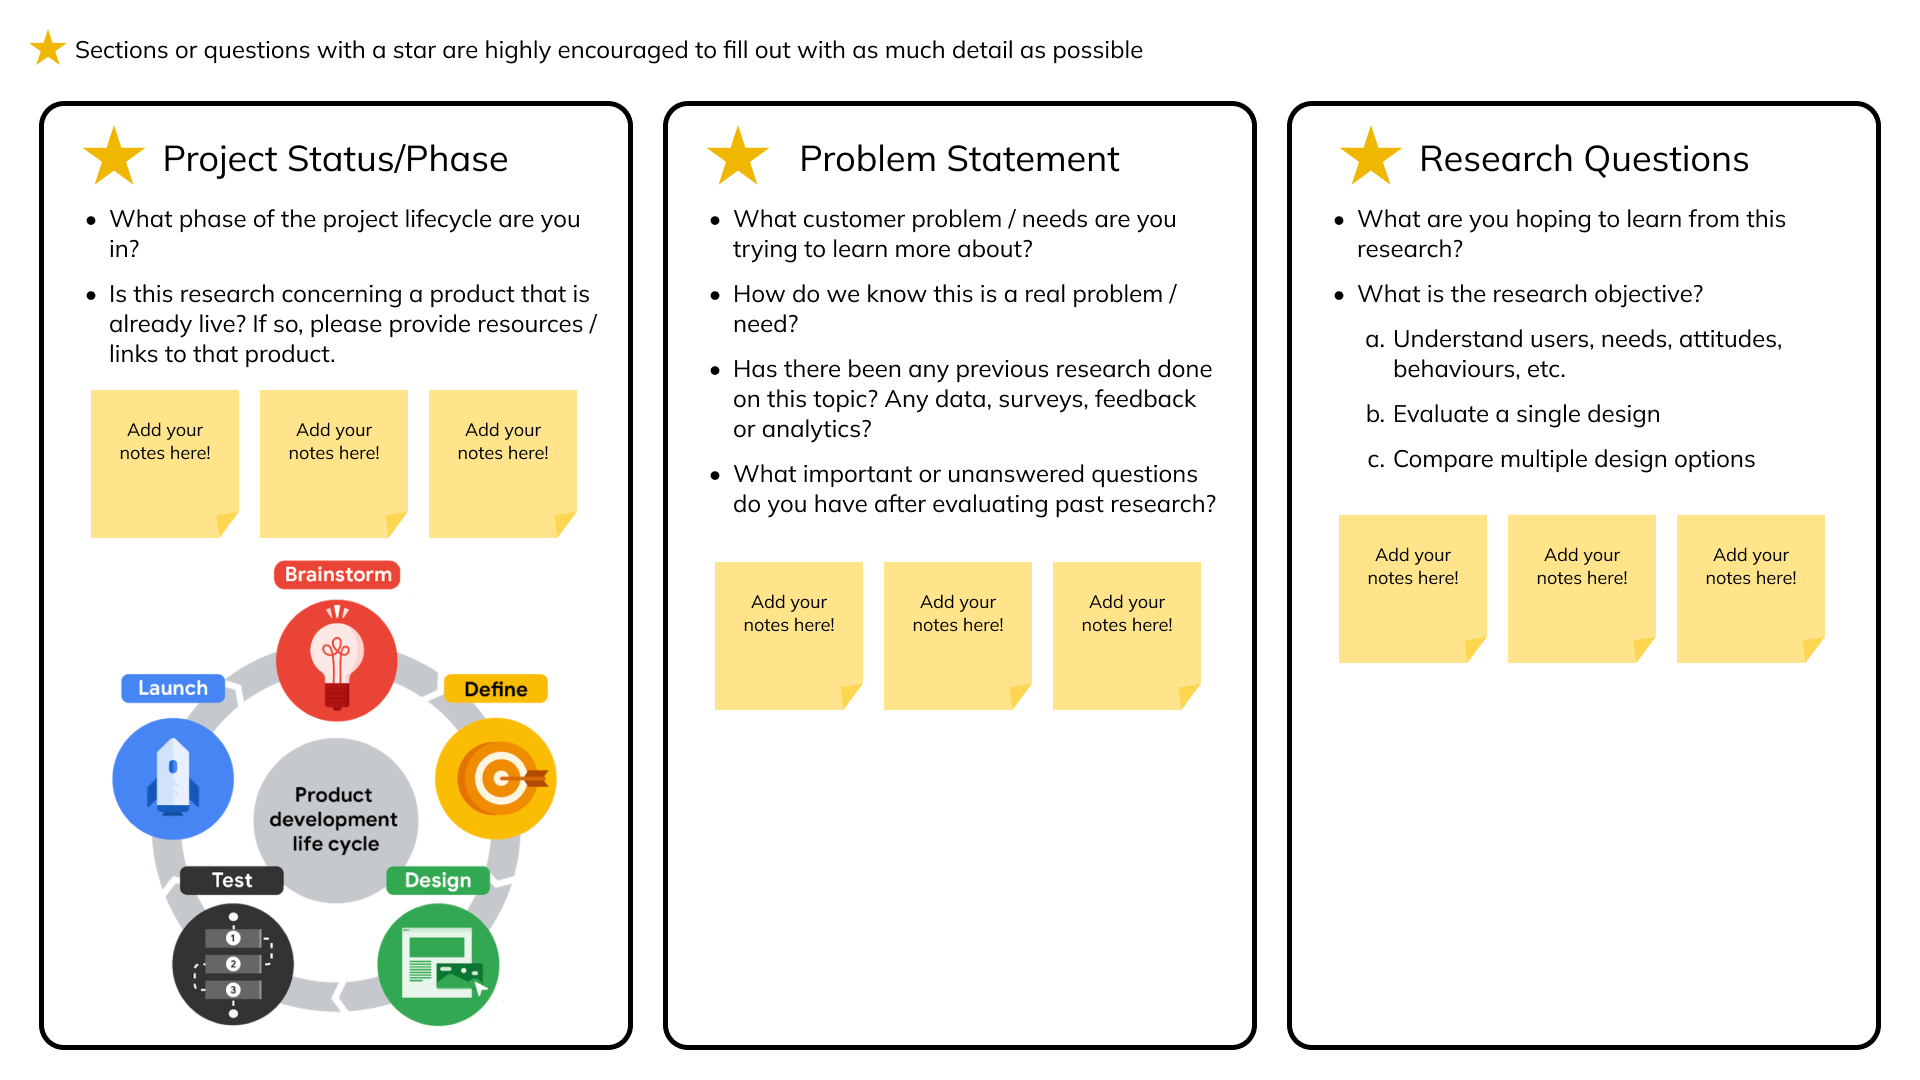 Sections or questions with a star are highly encouraged to fill out with as much detail as possible
Project Status/Phase
• What phase of the project lifecycle are you
in?
• Is this research concerning a product that is
already live? If so, please provide resources /
links to that product.
Add your
notes here!
Add your
notes here!
Add your
notes here!
Brainstorm
Launch
Define
Product
development
life cycle
Test
Design
1
2
3
Problem Statement
• What customer problem / needs are you
trying to learn more about?
• How do we know this is a real problem /
need?
• Has there been any previous research done
on this topic? Any data, surveys, feedback
or analytics?
• What important or unanswered questions
do you have after evaluating past research?
Add your
notes here!
Add your
notes here!
Add your
notes here!
Research Questions
• What are you hoping to learn from this
research?
• What is the research objective?
a. Understand users, needs, attitudes,
behaviours, etc.
b. Evaluate a single design
c. Compare multiple design options
Add your
notes here!
Add your
notes here!
Add your
notes here!